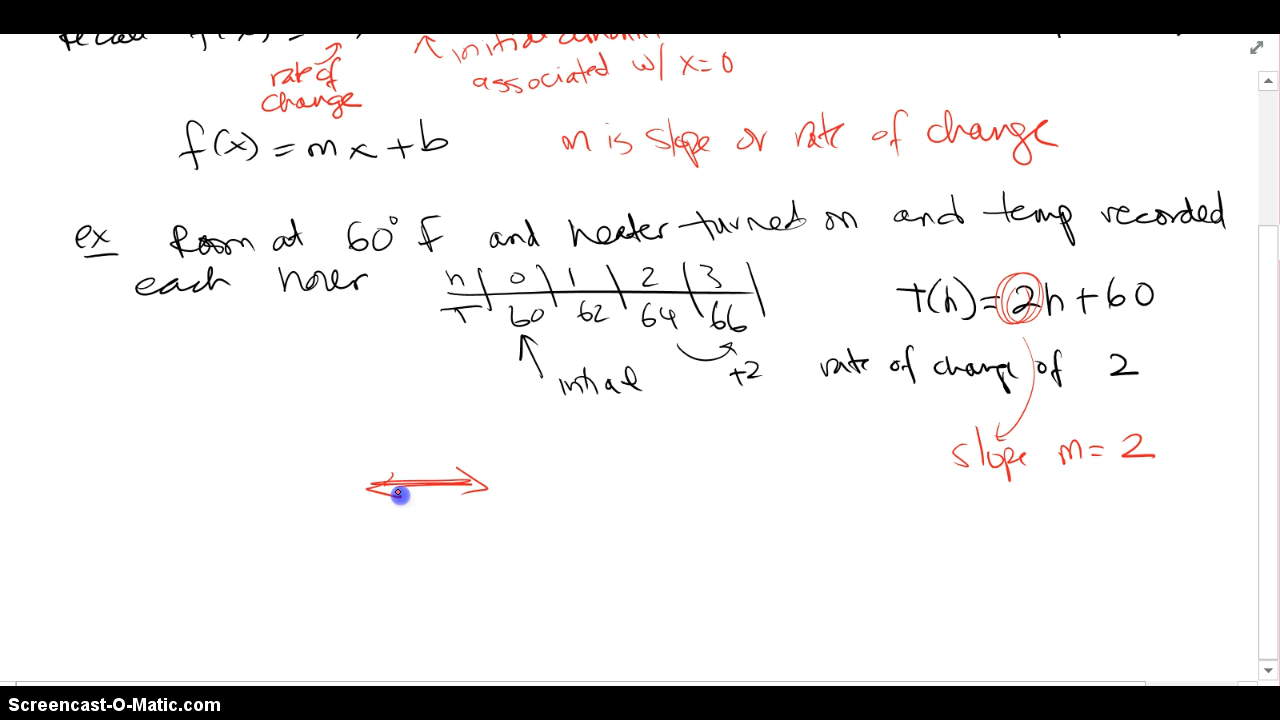 initial
rate of
change
associated w/ x=0
f(x) = mx + b
m is slope or rate of change
ex Room at 60° F and heater turned on and temp recorded
each hour
h | 0 | 1 | 2 | 3 |
T | 60 | 62 | 64 | 66 |
T(h) = 2h + 60
initial
+2
rate of change of 2
slope m = 2
Screencast-O-Matic.com